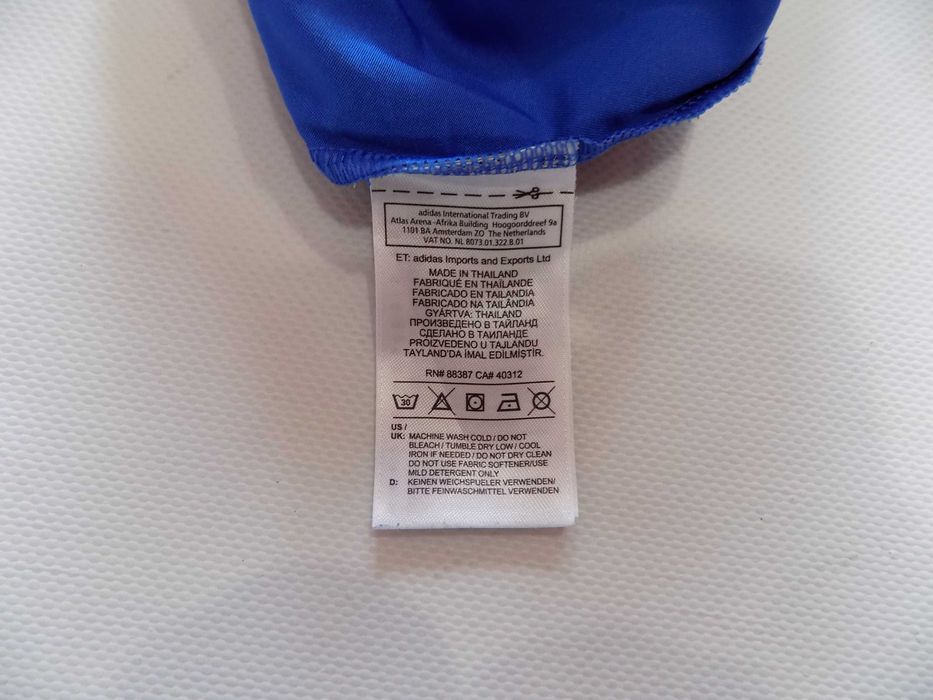 adidas International Trading BV
Atlas Arena -Afrika Building Hoogoorddreef 9a
1101 BA Amsterdam ZO The Netherlands
VAT NO. NL 8073.01.322.B.01
ET: adidas Imports and Exports Ltd
MADE IN THAILAND
FABRIQUÉ EN THAÏLANDE
FABRICADO EN TAILANDIA
FABRICADO NA TAILÂNDIA
GYÁRTVA: THAILAND
ПРОИЗВЕДЕНО В ТАЙЛАНД
СДЕЛАНО В ТАИЛАНДЕ
PROIZVEDENO U TAJLANDU
TAYLAND'DA İMAL EDİLMİŞTİR.
RN# 88387 CA# 40312
30
US /
UK: MACHINE WASH COLD / DO NOT
BLEACH / TUMBLE DRY LOW / COOL
IRON IF NEEDED / DO NOT DRY CLEAN
DO NOT USE FABRIC SOFTENER/USE
MILD DETERGENT ONLY
D: KEINEN WEICHSPUELER VERWENDEN/
BITTE FEINWASCHMITTEL VERWENDEN